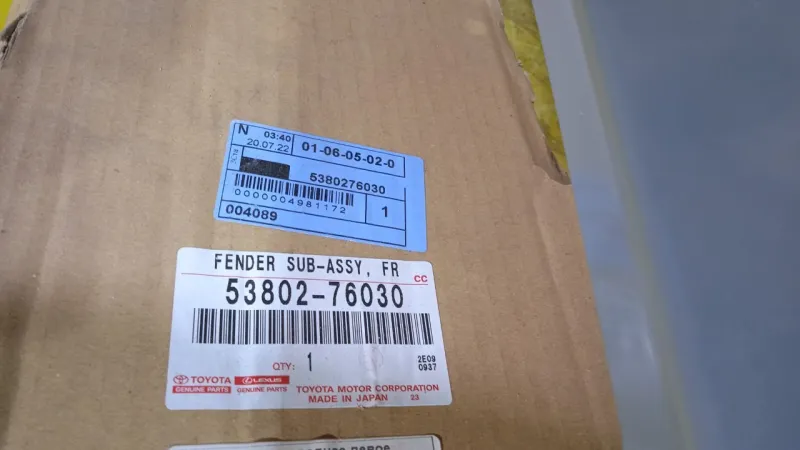 N 03:40
20.07.22
01-06-05-02-0
5380276030
0000004981172
1
004089
FENDER SUB-ASSY, FR
CC
53802-76030
QTY: 1
2E09
0937
TOYOTA LEXUS
GENUINE PARTS GENUINE PARTS
TOYOTA MOTOR CORPORATION
MADE IN JAPAN 23